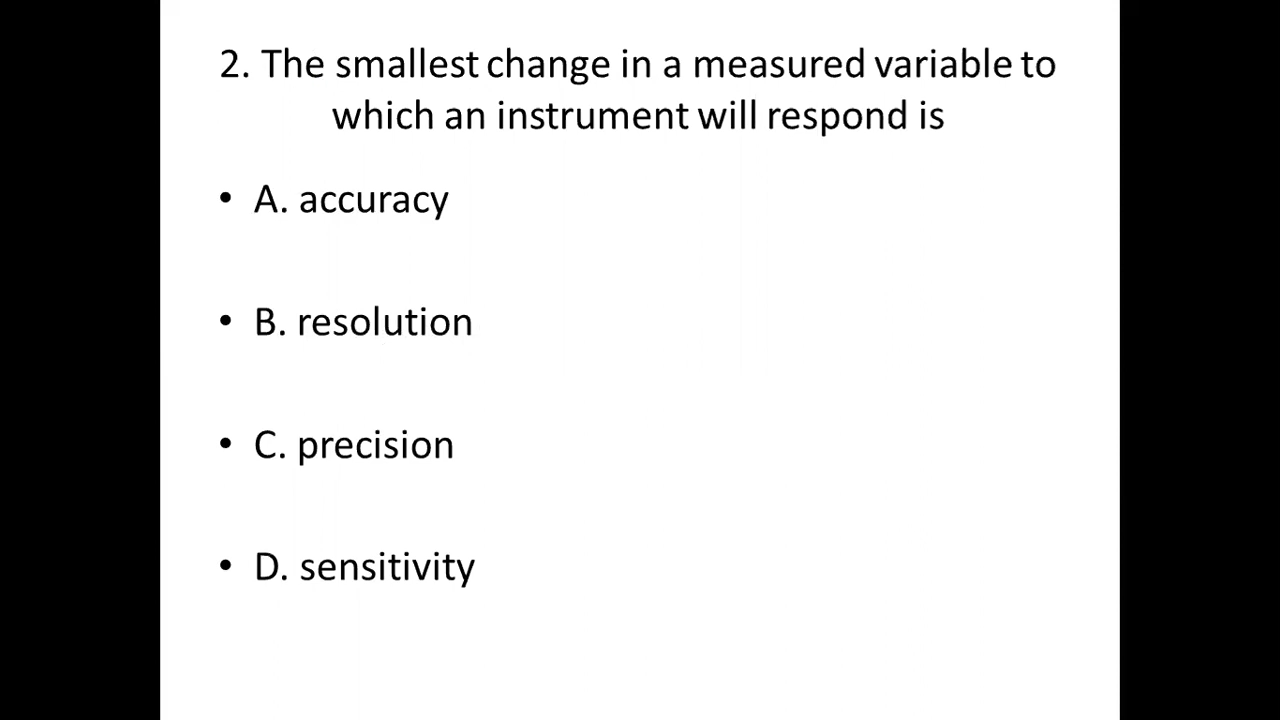 2. The smallest change in a measured variable to
which an instrument will respond is
• A. accuracy
• B. resolution
• C. precision
• D. sensitivity